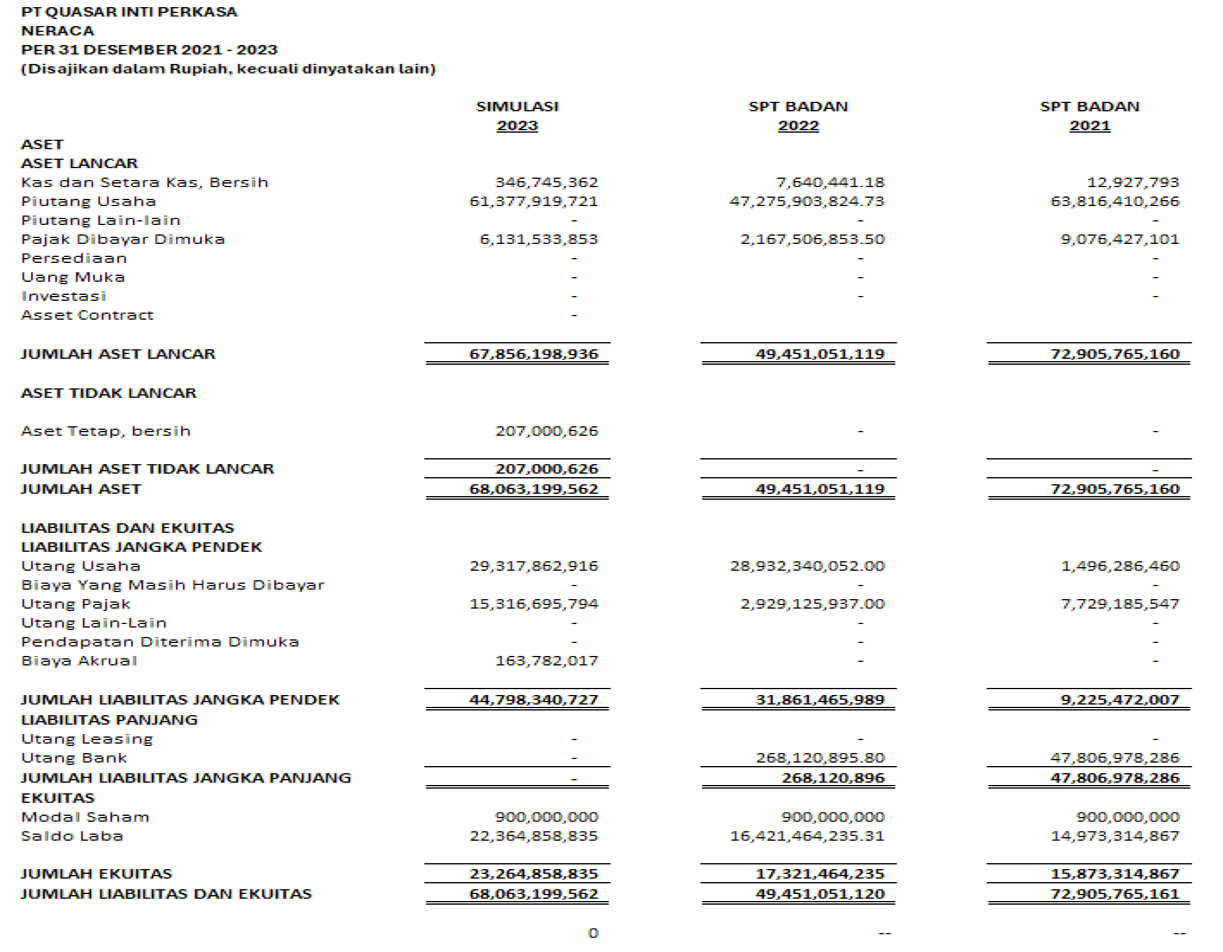 PT QUASAR INTI PERKASA
NERACA
PER 31 DESEMBER 2021 - 2023
(Disajikan dalam Rupiah, kecuali dinyatakan lain)
SIMULASI SPT BADAN SPT BADAN
2023 2022 2021
ASET
ASET LANCAR
Kas dan Setara Kas, Bersih 346,745,362 7,640,441.18 12,927,793
Piutang Usaha 61,377,919,721 47,275,903,824.73 63,816,410,266
Piutang Lain-lain - - -
Pajak Dibayar Dimuka 6,131,533,853 2,167,506,853.50 9,076,427,101
Persediaan - - -
Uang Muka - - -
Investasi - - -
Asset Contract -
JUMLAH ASET LANCAR 67,856,198,936 49,451,051,119 72,905,765,160
ASET TIDAK LANCAR
Aset Tetap, bersih 207,000,626 - -
JUMLAH ASET TIDAK LANCAR 207,000,626 - -
JUMLAH ASET 68,063,199,562 49,451,051,119 72,905,765,160
LIABILITAS DAN EKUITAS
LIABILITAS JANGKA PENDEK
Utang Usaha 29,317,862,916 28,932,340,052.00 1,496,286,460
Biaya Yang Masih Harus Dibayar - - -
Utang Pajak 15,316,695,794 2,929,125,937.00 7,729,185,547
Utang Lain-Lain - - -
Pendapatan Diterima Dimuka - - -
Biaya Akrual 163,782,017 - -
JUMLAH LIABILITAS JANGKA PENDEK 44,798,340,727 31,861,465,989 9,225,472,007
LIABILITAS PANJANG
Utang Leasing - - -
Utang Bank - 268,120,895.80 47,806,978,286
JUMLAH LIABILITAS JANGKA PANJANG - 268,120,896 47,806,978,286
EKUITAS
Modal Saham 900,000,000 900,000,000 900,000,000
Saldo Laba 22,364,858,835 16,421,464,235.31 14,973,314,867
JUMLAH EKUITAS 23,264,858,835 17,321,464,235 15,873,314,867
JUMLAH LIABILITAS DAN EKUITAS 68,063,199,562 49,451,051,120 72,905,765,161
0 -- --